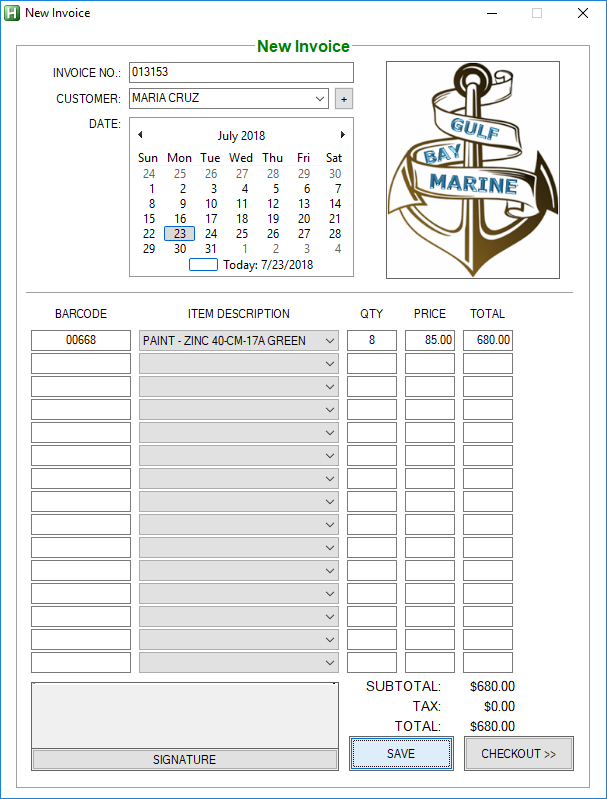 New Invoice
New Invoice
INVOICE NO.: 013153
CUSTOMER: MARIA CRUZ +
DATE:
July 2018
Sun Mon Tue Wed Thu Fri Sat
24 25 26 27 28 29 30
1 2 3 4 5 6 7
8 9 10 11 12 13 14
15 16 17 18 19 20 21
22 23 24 25 26 27 28
29 30 31 1 2 3 4
Today: 7/23/2018
GULF
BAY
MARINE
BARCODE ITEM DESCRIPTION QTY PRICE TOTAL
00668 PAINT - ZINC 40-CM-17A GREEN 8 85.00 680.00
SUBTOTAL: $680.00
TAX: $0.00
TOTAL: $680.00
SIGNATURE SAVE CHECKOUT >>